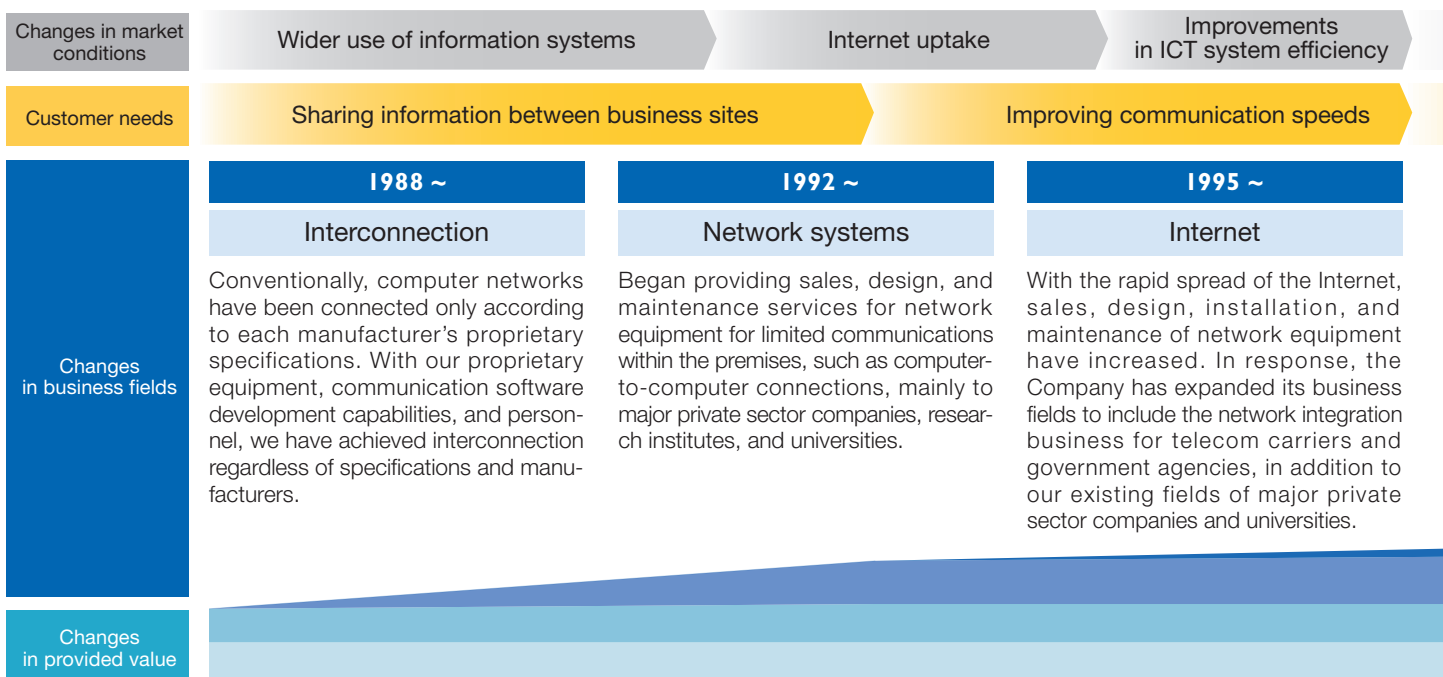 Changes in market
conditions
Wider use of information systems
Internet uptake
Improvements
in ICT system efficiency
Customer needs
Sharing information between business sites
Improving communication speeds
Changes
in business fields
1988 ~
Interconnection
Conventionally, computer networks
have been connected only according
to each manufacturer’s proprietary
specifications. With our proprietary
equipment, communication software
development capabilities, and person-
nel, we have achieved interconnection
regardless of specifications and manu-
facturers.
1992 ~
Network systems
Began providing sales, design, and
maintenance services for network
equipment for limited communications
within the premises, such as computer-
to-computer connections, mainly to
major private sector companies, resear-
ch institutes, and universities.
1995 ~
Internet
With the rapid spread of the Internet,
sales, design, installation, and
maintenance of network equipment
have increased. In response, the
Company has expanded its business
fields to include the network integration
business for telecom carriers and
government agencies, in addition to
our existing fields of major private
sector companies and universities.
Changes
in provided value